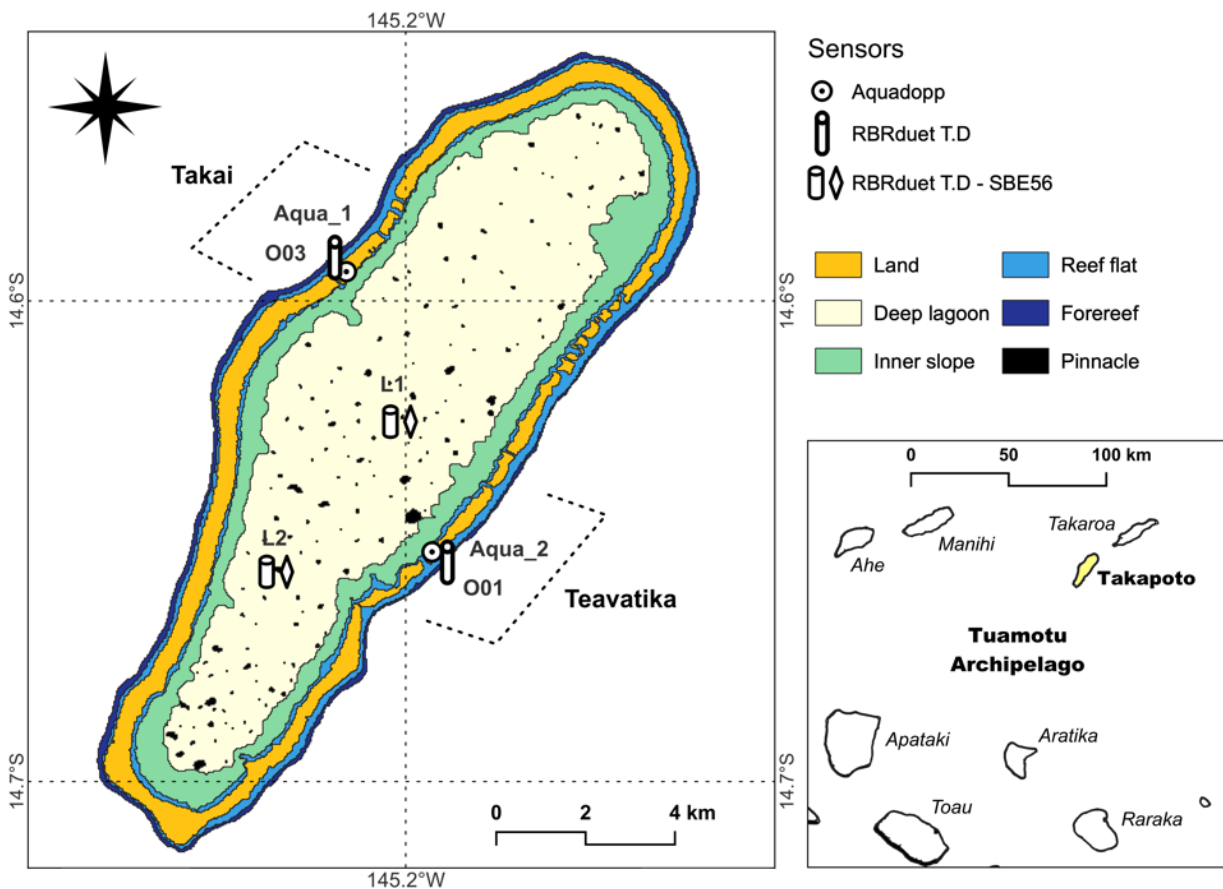 145.2°W
Takai
Aqua_1
O03
14.6°S
14.6°S
L1
L2
Aqua_2
O01
Teavatika
14.7°S
14.7°S
0 2 4 km
145.2°W
Sensors
Aquadopp
RBRduet T.D
RBRduet T.D - SBE56
Land
Reef flat
Deep lagoon
Forereef
Inner slope
Pinnacle
0 50 100 km
Takaroa
Manihi
Ahe
Takapoto
Tuamotu
Archipelago
Apataki
Aratika
Toau
Raraka